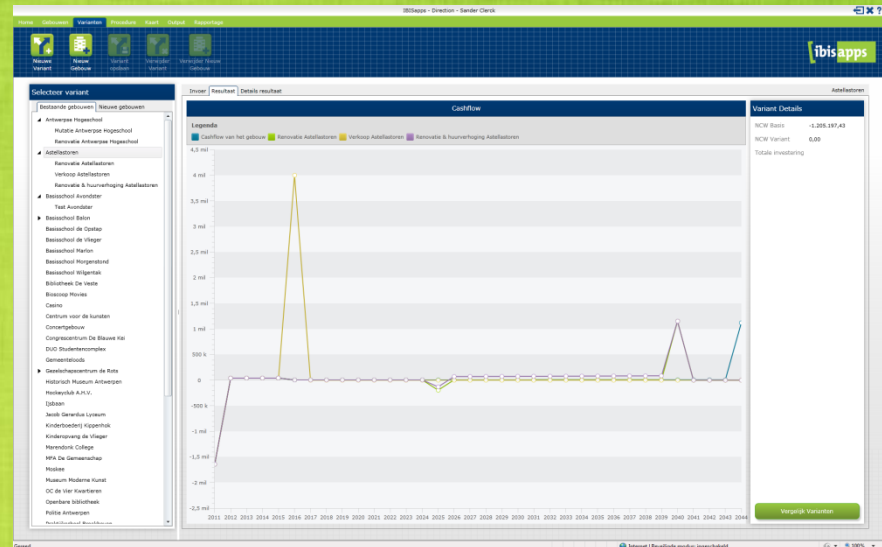 IBISapps - Direction - Sander Clerck
Home Gebouwen Varianten Procedure Kaart Output Rapportage
Nieuwe Variant
Nieuw Gebouw
Variant opslaan
Verwijder Variant
Verwijder Nieuw Gebouw
ibisapps
Selecteer variant
Bestaande gebouwen Nieuwe gebouwen
Antwerpse Hogeschool
Mutatie Antwerpse Hogeschool
Renovatie Antwerpse Hogeschool
Astellastoren
Renovatie Astellastoren
Verkoop Astellastoren
Renovatie & huurverhoging Astellastoren
Basisschool Avondster
Test Avondster
Basisschool Balon
Basisschool de Opstap
Basisschool de Vlieger
Basisschool Marlon
Basisschool Morgenstond
Basisschool Wilgentak
Bibliotheek De Veste
Bioscoop Movies
Casino
Centrum voor de kunsten
Concertgebouw
Congrescentrum De Blauwe Kei
DUO Studentencomplex
Gemeenteloods
Gezelschapscentrum de Rots
Historisch Museum Antwerpen
Hockeyclub A.H.V.
IJsbaan
Jacob Gerardus Lyceum
Kinderboederij Kippenhok
Kinderopvang de Vlieger
Marendonk College
MFA De Gemeenschap
Moskee
Museum Moderne Kunst
OC de Vier Kwartieren
Openbare bibliotheek
Politie Antwerpen
Invoer Resultaat Details resultaat
Astellastoren
Cashflow
Legenda
Cashflow van het gebouw Renovatie Astellastoren Verkoop Astellastoren Renovatie & huurverhoging Astellastoren
4,5 mil
4 mil
3,5 mil
3 mil
2,5 mil
2 mil
1,5 mil
1 mil
500 k
0
-500 k
-1 mil
-1,5 mil
-2 mil
-2,5 mil
2011 2012 2013 2014 2015 2016 2017 2018 2019 2020 2021 2022 2023 2024 2025 2026 2027 2028 2029 2030 2031 2032 2033 2034 2035 2036 2037 2038 2039 2040 2041 2042 2043 2044
Variant Details
NCW Basis -1.205.197,43
NCW Variant 0,00
Totale investering
Vergelijk Varianten
Gereed
Internet | Beveiligde modus: ingeschakeld
100%